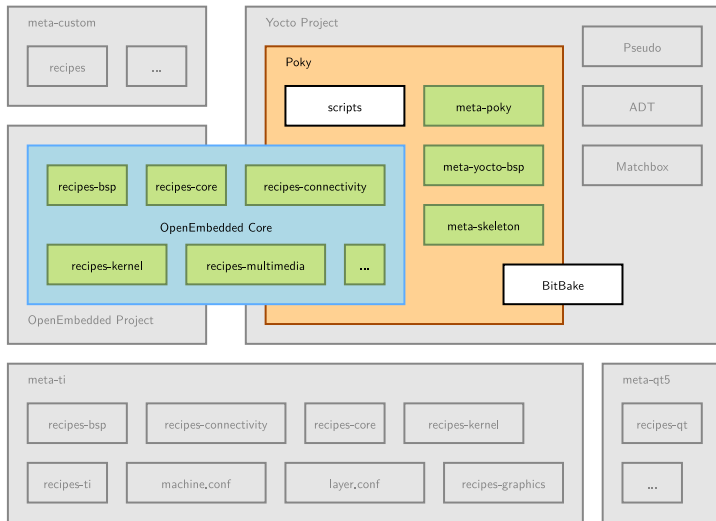 meta-custom
recipes
...
Yocto Project
Poky
scripts
meta-poky
meta-yocto-bsp
meta-skeleton
BitBake
Pseudo
ADT
Matchbox
recipes-bsp
recipes-core
recipes-connectivity
OpenEmbedded Core
recipes-kernel
recipes-multimedia
...
OpenEmbedded Project
meta-ti
recipes-bsp
recipes-connectivity
recipes-core
recipes-kernel
recipes-ti
machine.conf
layer.conf
recipes-graphics
meta-qt5
recipes-qt
...